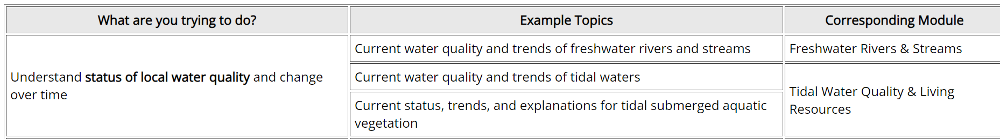 What are you trying to do?
Example Topics
Corresponding Module
Understand status of local water quality and change
over time
Current water quality and trends of freshwater rivers and streams
Freshwater Rivers & Streams
Current water quality and trends of tidal waters
Tidal Water Quality & Living
Resources
Current status, trends, and explanations for tidal submerged aquatic
vegetation